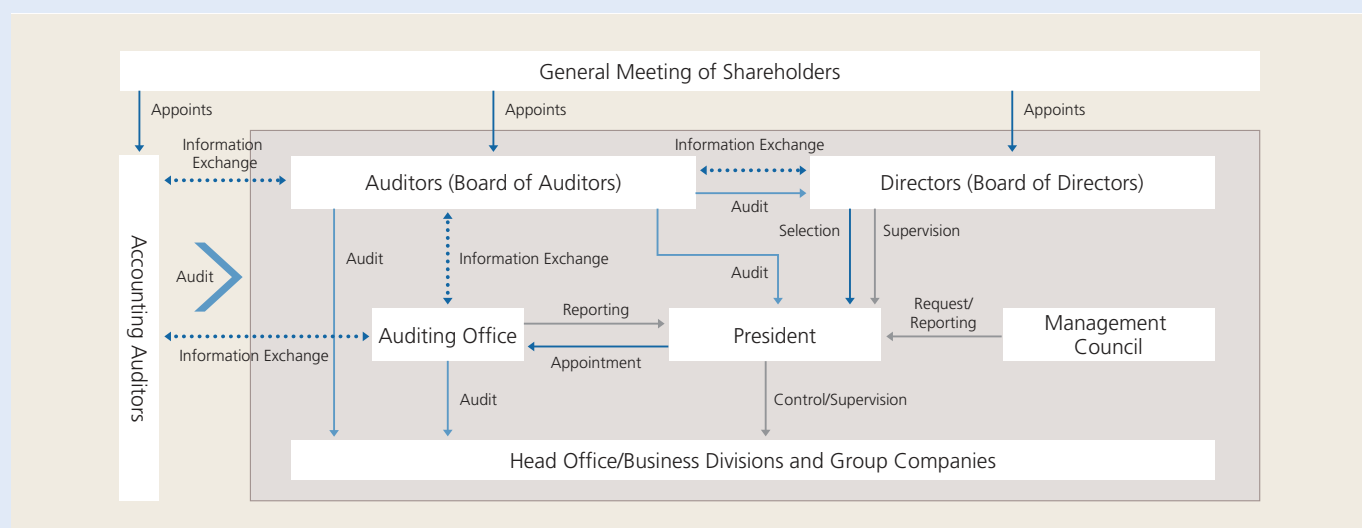 General Meeting of Shareholders
Appoints
Appoints
Appoints
Information
Exchange
Information Exchange
Auditors (Board of Auditors)
Directors (Board of Directors)
Audit
Accounting Auditors
Audit
Audit
Information Exchange
Audit
Selection
Supervision
Information Exchange
Auditing Office
Reporting
Appointment
President
Request/
Reporting
Management
Council
Audit
Control/Supervision
Head Office/Business Divisions and Group Companies